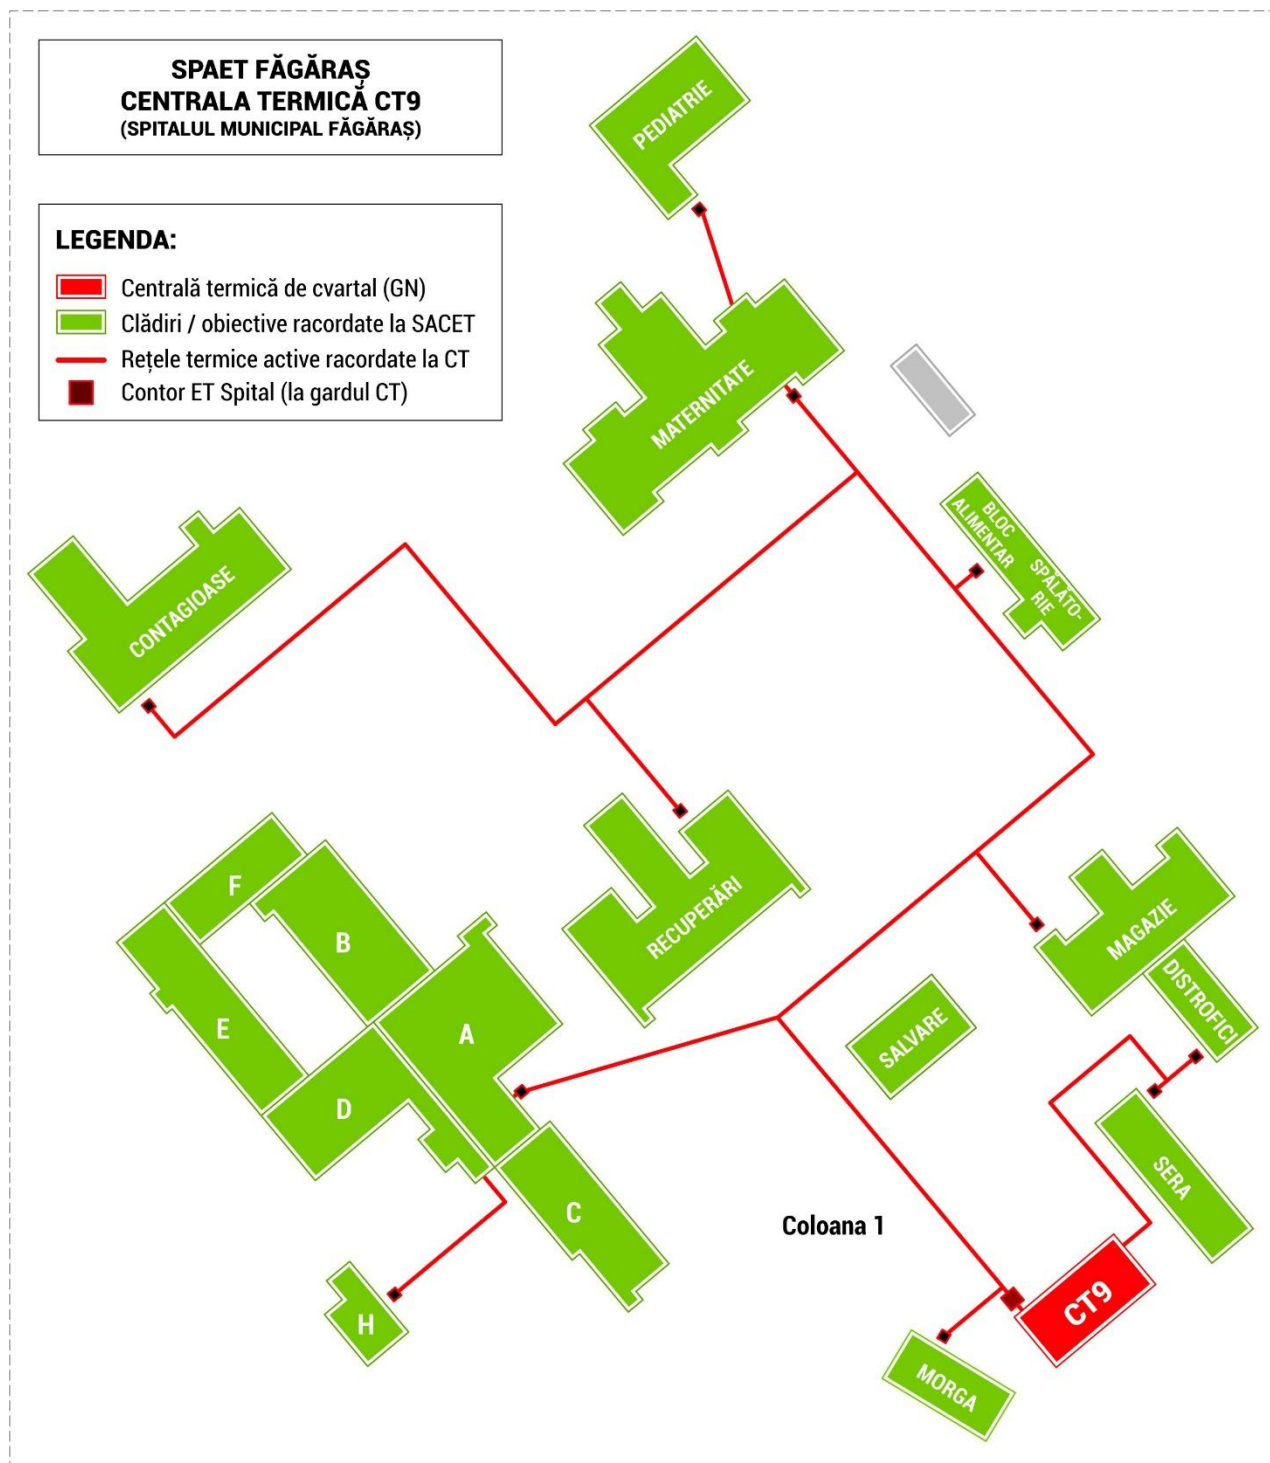 SPAET FĂGĂRAȘ
CENTRALA TERMICĂ CT9
(SPITALUL MUNICIPAL FĂGĂRAȘ)
LEGENDA:
Centrală termică de cvartal (GN)
Clădiri / obiective racordate la SACET
Rețele termice active racordate la CT
Contor ET Spital (la gardul CT)
PEDIATRIE
MATERNITATE
BLOC
ALIMENTAR
SPĂLĂTO-
RIE
CONTAGIOASE
RECUPERĂRI
F
B
E
A
D
C
H
MAGAZIE
DISTROFICI
SALVARE
SERA
Coloana 1
CT9
MORGA